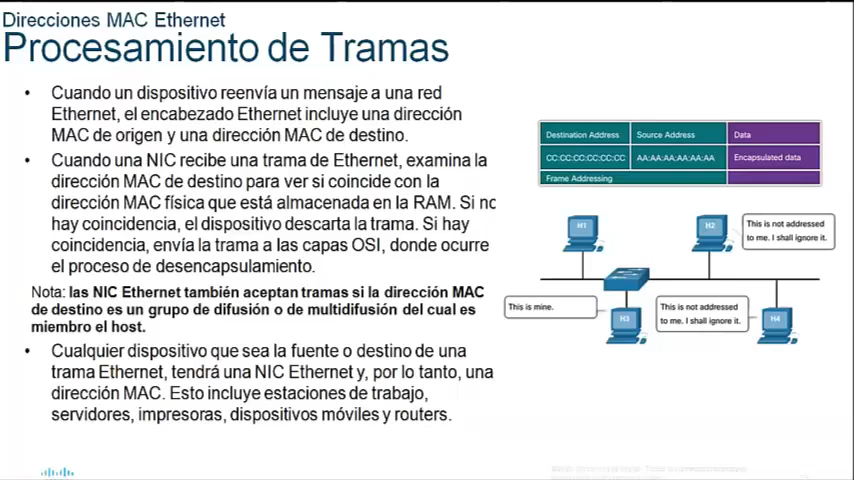 Direcciones MAC Ethernet
Procesamiento de Tramas
• Cuando un dispositivo reenvía un mensaje a una red
Ethernet, el encabezado Ethernet incluye una dirección
MAC de origen y una dirección MAC de destino.
• Cuando una NIC recibe una trama de Ethernet, examina la
dirección MAC de destino para ver si coincide con la
dirección MAC física que está almacenada en la RAM. Si no
hay coincidencia, el dispositivo descarta la trama. Si hay
coincidencia, envía la trama a las capas OSI, donde ocurre
el proceso de desencapsulamiento.
Nota: las NIC Ethernet también aceptan tramas si la dirección MAC
de destino es un grupo de difusión o de multidifusión del cual es
miembro el host.
• Cualquier dispositivo que sea la fuente o destino de una
trama Ethernet, tendrá una NIC Ethernet y, por lo tanto, una
dirección MAC. Esto incluye estaciones de trabajo,
servidores, impresoras, dispositivos móviles y routers.
Destination Address Source Address Data
CC:CC:CC:CC:CC:CC AA:AA:AA:AA:AA:AA Encapsulated data
Frame Addressing
H1
H2
This is not addressed
to me. I shall ignore it.
This is mine.
H3
This is not addressed
to me. I shall ignore it.
H4